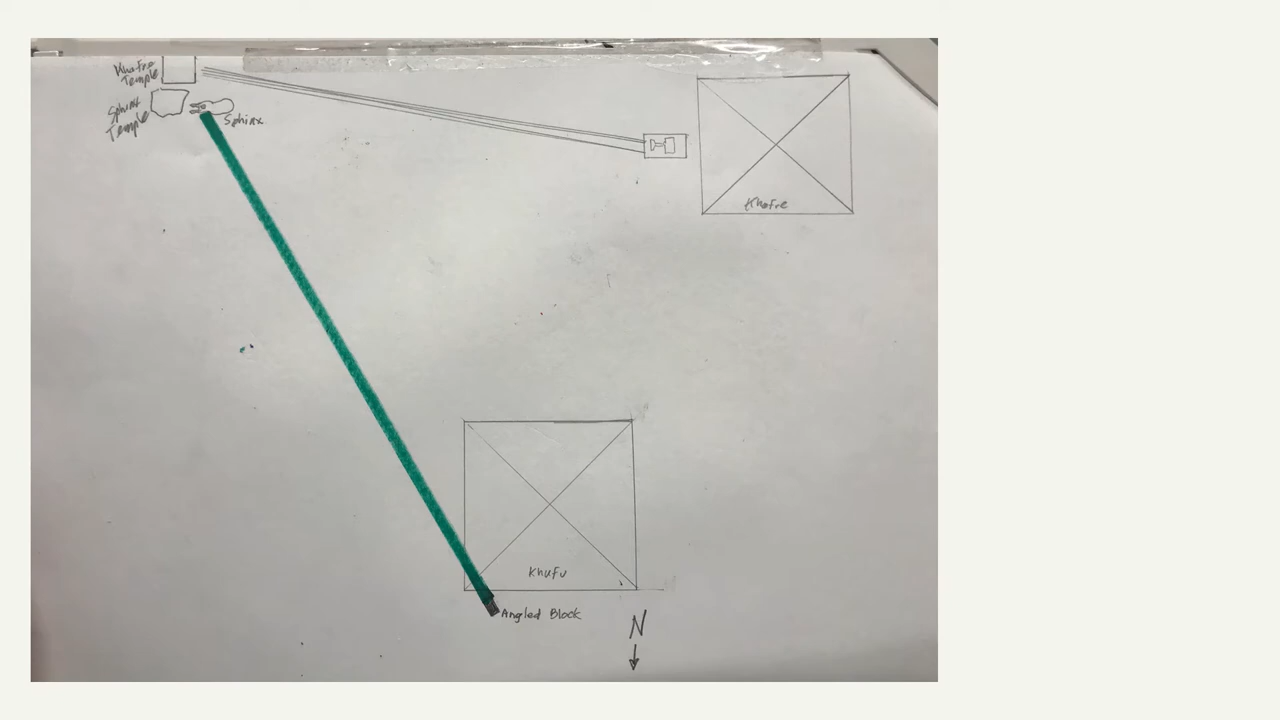 Khafre
Temple
Sphinx
Temple
Sphinx
Khafre
Khufu
Angled Block
N